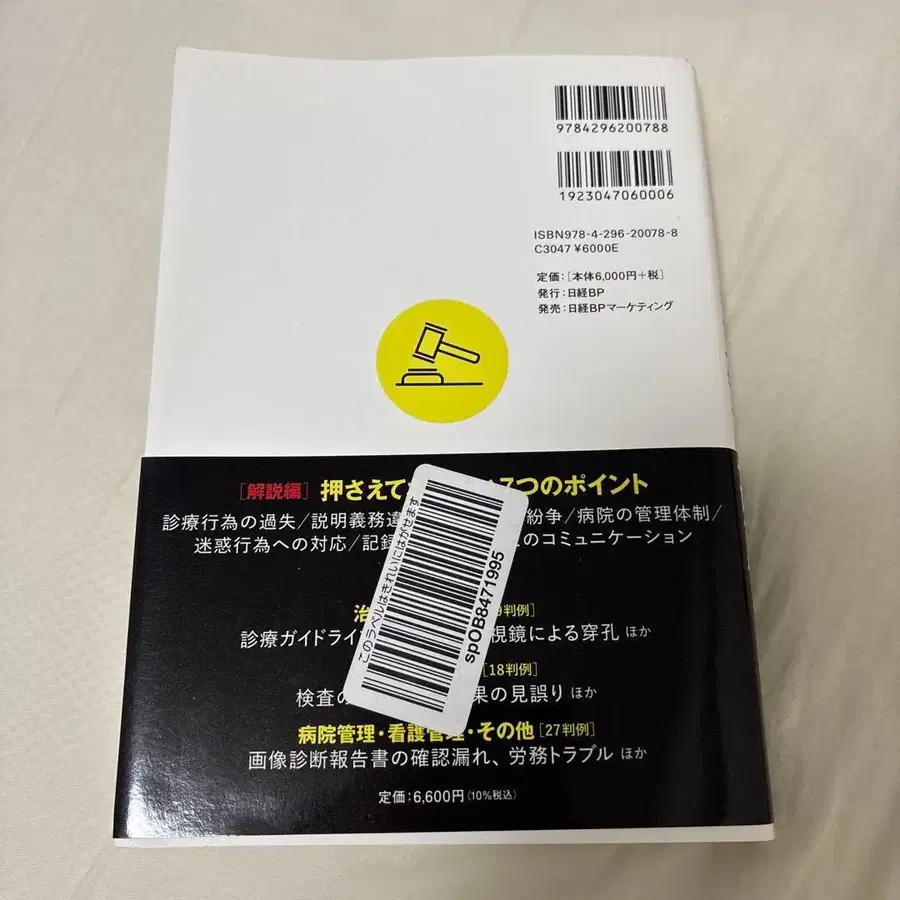 9784296200788
1923047060006
ISBN978-4-296-20078-8
C3047 ¥6000E
定価:[本体6,000円+税]
発行:日経BP
発売:日経BPマーケティング
[解説編] 押さえて つのポイント
診療行為の過失/説明義務違 紛争/病院の管理体制/
迷惑行為への対応/記録 のコミュニケーション
治 判例]
診療ガイドライ 視鏡による穿孔 ほか
[18判例]
検査の 果の見誤り ほか
病院管理・看護管理・その他 [27判例]
画像診断報告書の確認漏れ、労務トラブル ほか
定価:6,600円(10%税込)
このラベルはきれいにはがせます
spOB8471995